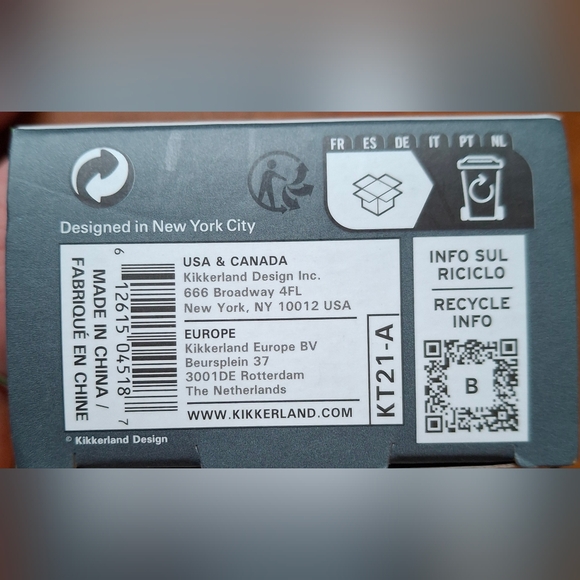 FR ES DE IT PT NL
Designed in New York City
MADE IN CHINA /
FABRIQUÉ EN CHINE
6 12615 04518 7
USA & CANADA
Kikkerland Design Inc.
666 Broadway 4FL
New York, NY 10012 USA
EUROPE
Kikkerland Europe BV
Beursplein 37
3001DE Rotterdam
The Netherlands
WWW.KIKKERLAND.COM
KT21-A
© Kikkerland Design
INFO SUL
RICICLO
RECYCLE
INFO
B